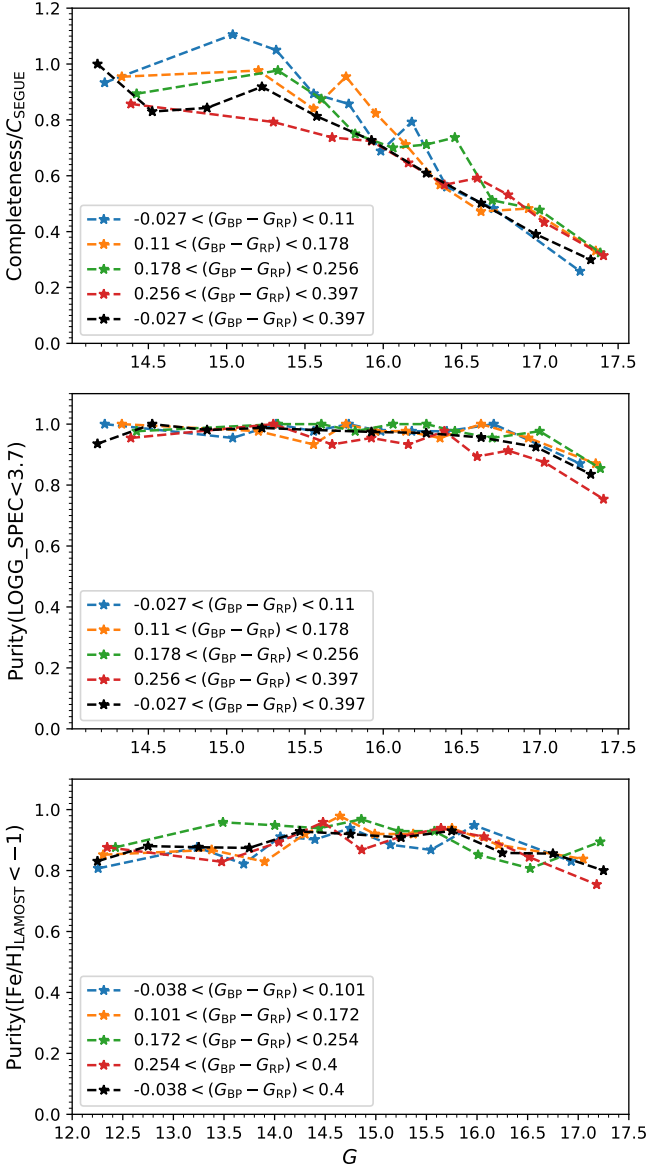 Completeness/C_SEGUE
1.2
1.0
0.8
0.6
0.4
0.2
0.0
-0.027 < (G_BP − G_RP) < 0.11
0.11 < (G_BP − G_RP) < 0.178
0.178 < (G_BP − G_RP) < 0.256
0.256 < (G_BP − G_RP) < 0.397
-0.027 < (G_BP − G_RP) < 0.397
14.5 15.0 15.5 16.0 16.5 17.0 17.5
Purity(LOGG_SPEC<3.7)
1.0
0.8
0.6
0.4
0.2
0.0
-0.027 < (G_BP − G_RP) < 0.11
0.11 < (G_BP − G_RP) < 0.178
0.178 < (G_BP − G_RP) < 0.256
0.256 < (G_BP − G_RP) < 0.397
-0.027 < (G_BP − G_RP) < 0.397
14.5 15.0 15.5 16.0 16.5 17.0 17.5
Purity([Fe/H]_LAMOST < −1)
1.0
0.8
0.6
0.4
0.2
0.0
-0.038 < (G_BP − G_RP) < 0.101
0.101 < (G_BP − G_RP) < 0.172
0.172 < (G_BP − G_RP) < 0.254
0.254 < (G_BP − G_RP) < 0.4
-0.038 < (G_BP − G_RP) < 0.4
12.0 12.5 13.0 13.5 14.0 14.5 15.0 15.5 16.0 16.5 17.0 17.5
G